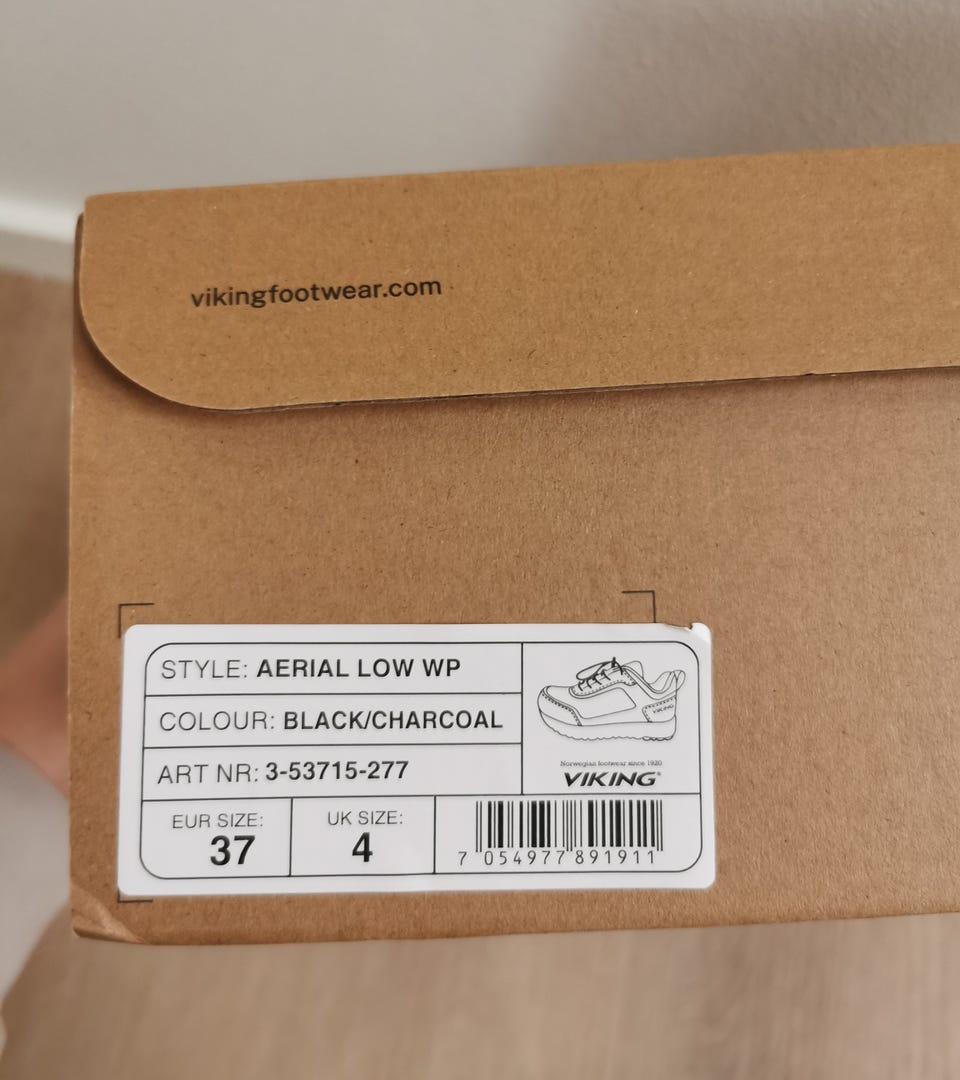 vikingfootwear.com
STYLE: AERIAL LOW WP
COLOUR: BLACK/CHARCOAL
ART NR: 3-53715-277
VIKING
Norwegian footwear since 1920
VIKING®
EUR SIZE:
37
UK SIZE:
4
7 054977 891911